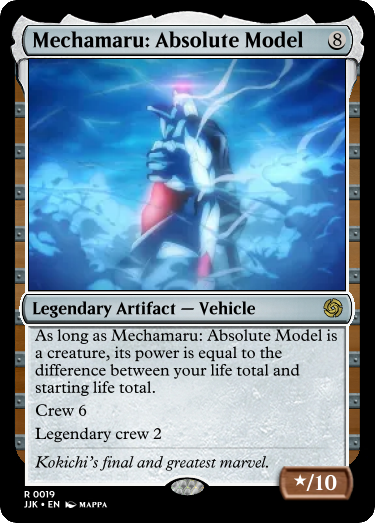 Mechamaru: Absolute Model 8
Legendary Artifact — Vehicle
As long as Mechamaru: Absolute Model is
a creature, its power is equal to the
difference between your life total and
starting life total.
Crew 6
Legendary crew 2
Kokichi's final and greatest marvel.
★/10
R 0019
JJK • EN MAPPA